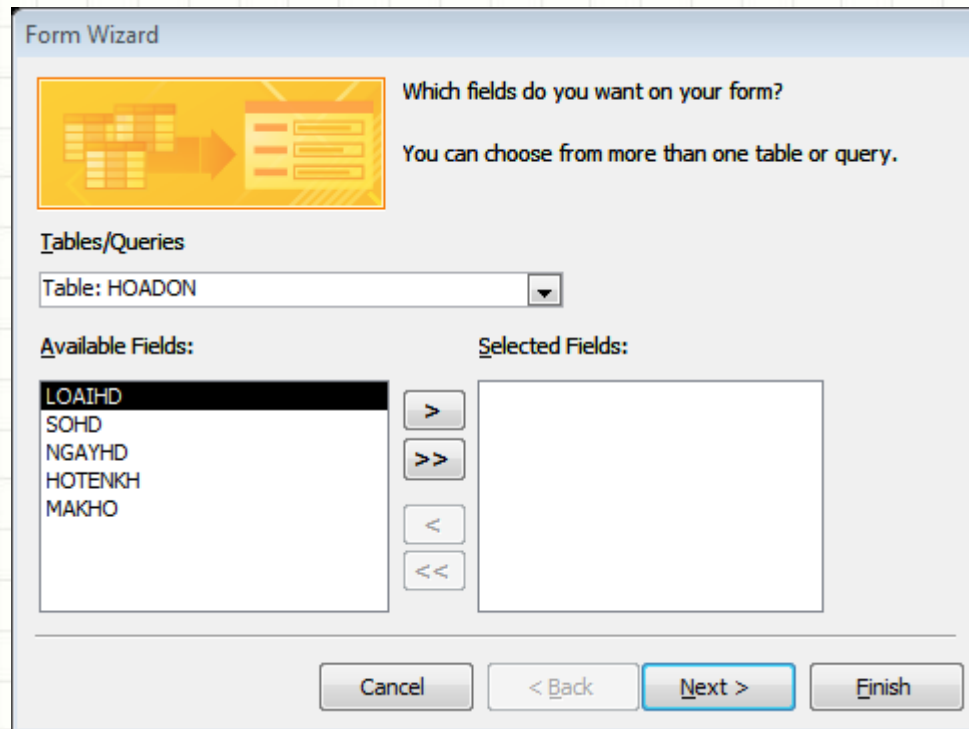 Form Wizard
Which fields do you want on your form?
You can choose from more than one table or query.
Tables/Queries
Table: HOADON
Available Fields:
Selected Fields:
LOAIHD
SOHD
NGAYHD
HOTENKH
MAKHO
>
>>
<
<<
Cancel
< Back
Next >
Finish